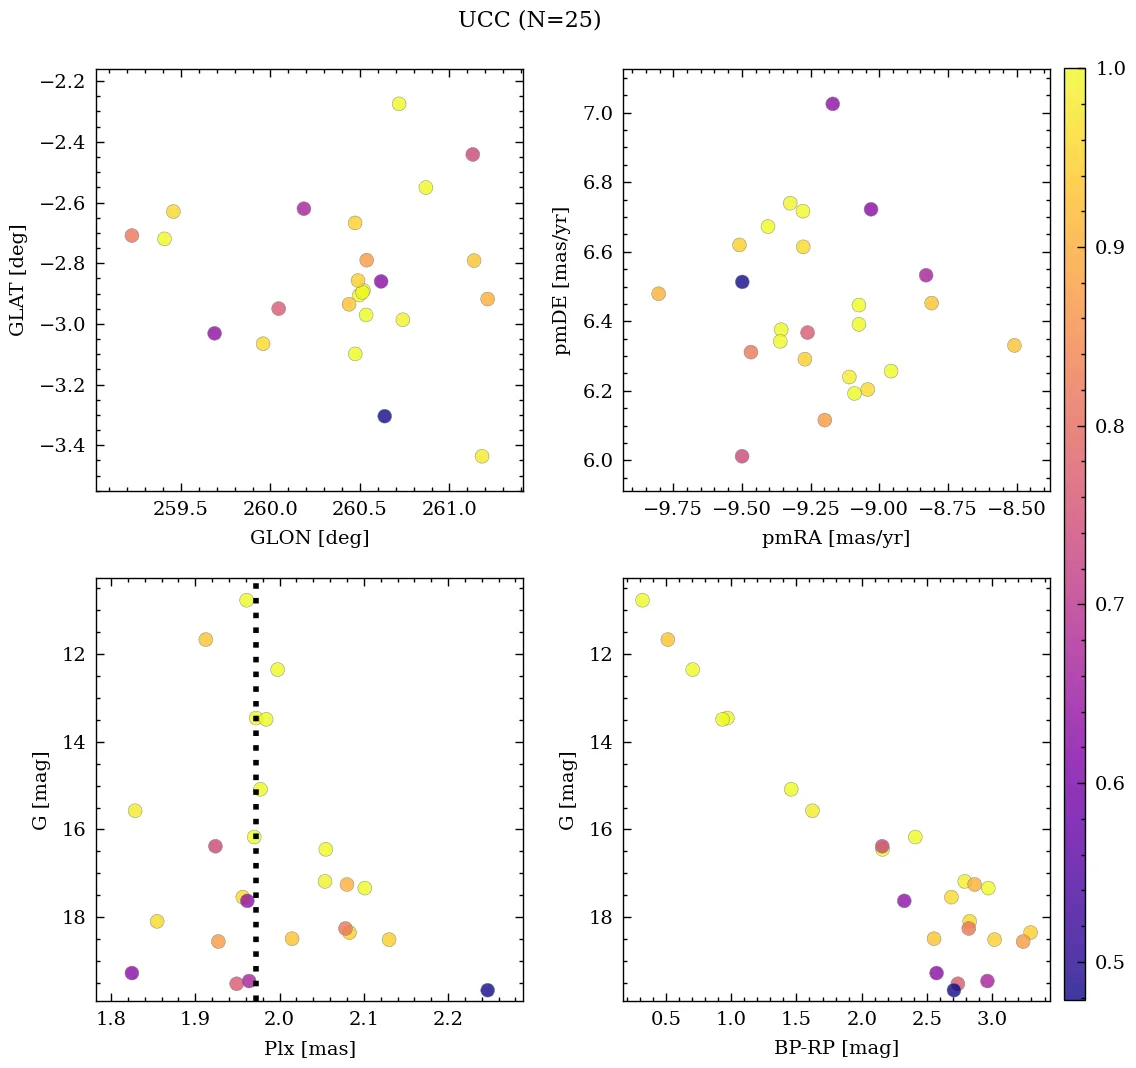 UCC (N=25)
−2.2
−2.4
−2.6
−2.8
−3.0
−3.2
−3.4
GLAT [deg]
259.5 260.0 260.5 261.0
GLON [deg]
7.0
6.8
6.6
6.4
6.2
6.0
pmDE [mas/yr]
−9.75 −9.50 −9.25 −9.00 −8.75 −8.50
pmRA [mas/yr]
1.0
0.9
0.8
0.7
0.6
0.5
12
14
16
18
G [mag]
1.8 1.9 2.0 2.1 2.2
Plx [mas]
12
14
16
18
G [mag]
0.5 1.0 1.5 2.0 2.5 3.0
BP-RP [mag]